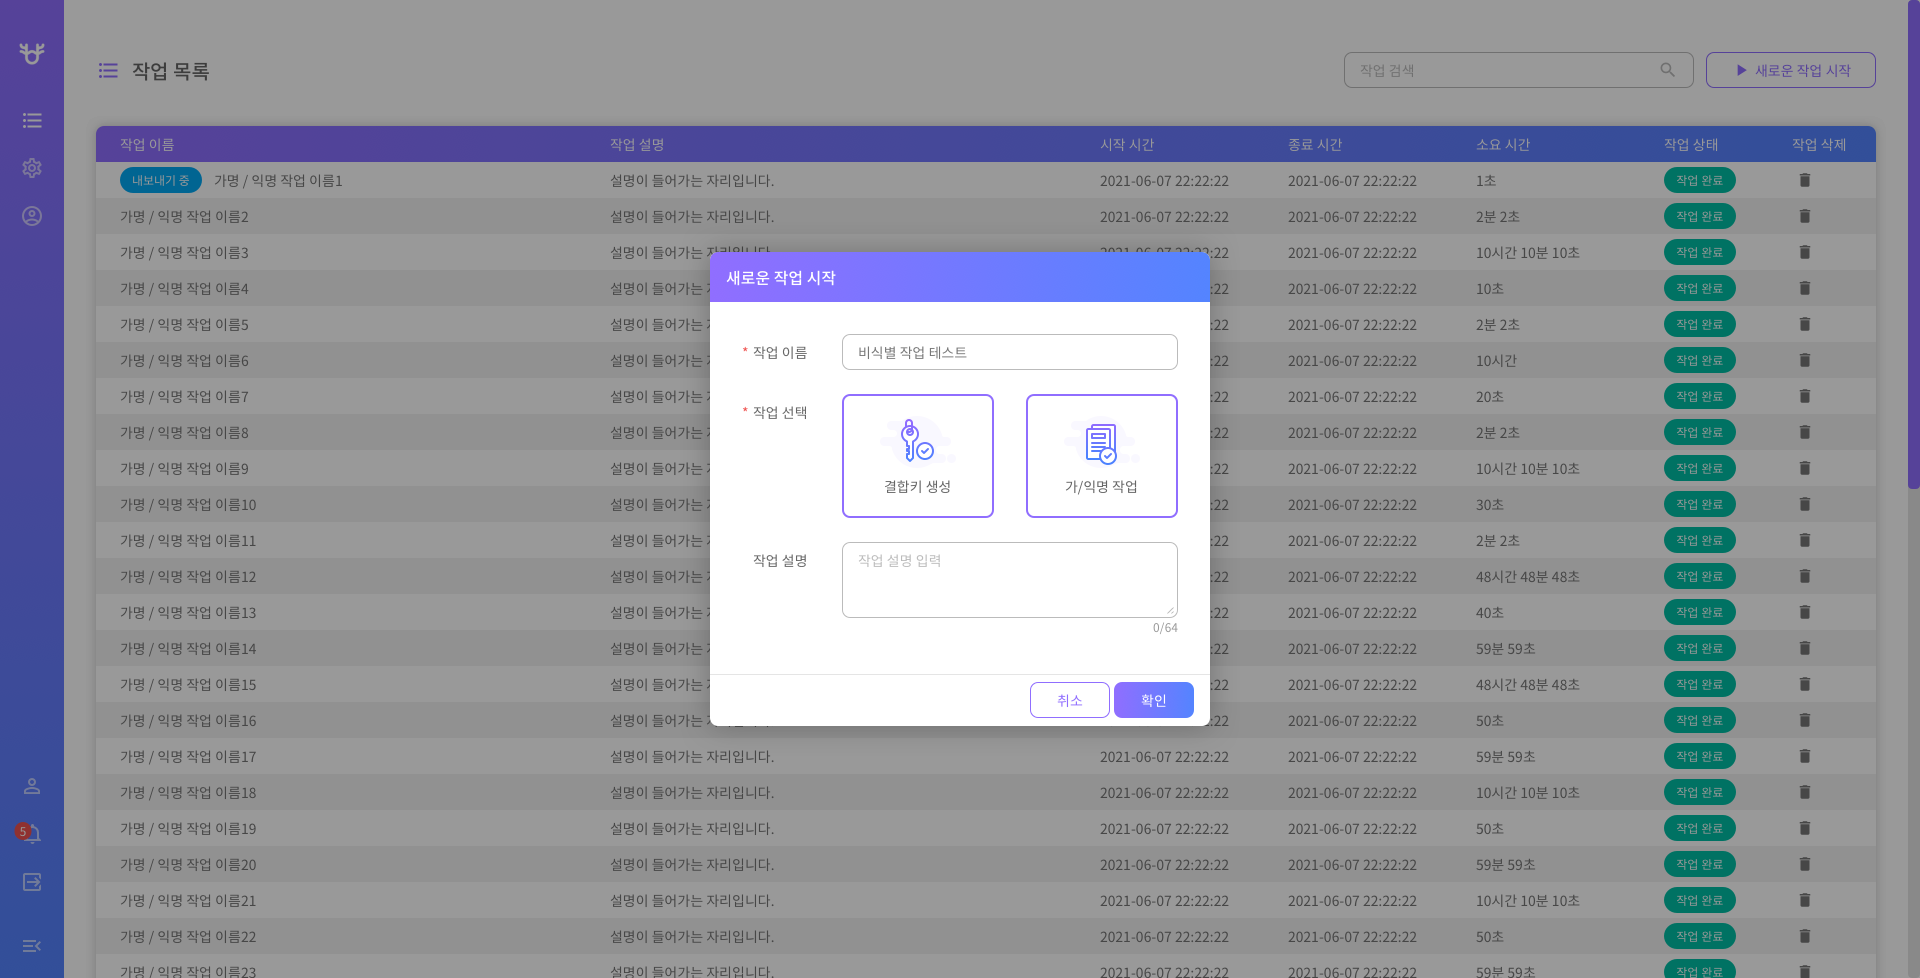 작업 목록
작업 검색
새로운 작업 시작
작업 이름 작업 설명 시작 시간 종료 시간 소요 시간 작업 상태 작업 삭제
내보내기 중 가명 / 익명 작업 이름1 설명이 들어가는 자리입니다. 2021-06-07 22:22:22 2021-06-07 22:22:22 1초 작업 완료
가명 / 익명 작업 이름2 설명이 들어가는 자리입니다. 2021-06-07 22:22:22 2021-06-07 22:22:22 2분 2초 작업 완료
가명 / 익명 작업 이름3 설명이 들어가는 자리입니다. 2021-06-07 22:22:22 2021-06-07 22:22:22 10시간 10분 10초 작업 완료
가명 / 익명 작업 이름4 설명이 들어가는 :22 2021-06-07 22:22:22 10초 작업 완료
가명 / 익명 작업 이름5 설명이 들어가는 :22 2021-06-07 22:22:22 2분 2초 작업 완료
가명 / 익명 작업 이름6 설명이 들어가는 :22 2021-06-07 22:22:22 10시간 작업 완료
가명 / 익명 작업 이름7 설명이 들어가는 :22 2021-06-07 22:22:22 20초 작업 완료
가명 / 익명 작업 이름8 설명이 들어가는 :22 2021-06-07 22:22:22 2분 2초 작업 완료
가명 / 익명 작업 이름9 설명이 들어가는 :22 2021-06-07 22:22:22 10시간 10분 10초 작업 완료
가명 / 익명 작업 이름10 설명이 들어가는 :22 2021-06-07 22:22:22 30초 작업 완료
가명 / 익명 작업 이름11 설명이 들어가는 :22 2021-06-07 22:22:22 2분 2초 작업 완료
가명 / 익명 작업 이름12 설명이 들어가는 :22 2021-06-07 22:22:22 48시간 48분 48초 작업 완료
가명 / 익명 작업 이름13 설명이 들어가는 :22 2021-06-07 22:22:22 40초 작업 완료
가명 / 익명 작업 이름14 설명이 들어가는 :22 2021-06-07 22:22:22 59분 59초 작업 완료
가명 / 익명 작업 이름15 설명이 들어가는 :22 2021-06-07 22:22:22 48시간 48분 48초 작업 완료
가명 / 익명 작업 이름16 설명이 들어가는 :22 2021-06-07 22:22:22 50초 작업 완료
가명 / 익명 작업 이름17 설명이 들어가는 자리입니다. 2021-06-07 22:22:22 2021-06-07 22:22:22 59분 59초 작업 완료
가명 / 익명 작업 이름18 설명이 들어가는 자리입니다. 2021-06-07 22:22:22 2021-06-07 22:22:22 10시간 10분 10초 작업 완료
가명 / 익명 작업 이름19 설명이 들어가는 자리입니다. 2021-06-07 22:22:22 2021-06-07 22:22:22 50초 작업 완료
가명 / 익명 작업 이름20 설명이 들어가는 자리입니다. 2021-06-07 22:22:22 2021-06-07 22:22:22 59분 59초 작업 완료
가명 / 익명 작업 이름21 설명이 들어가는 자리입니다. 2021-06-07 22:22:22 2021-06-07 22:22:22 10시간 10분 10초 작업 완료
가명 / 익명 작업 이름22 설명이 들어가는 자리입니다. 2021-06-07 22:22:22 2021-06-07 22:22:22 50초 작업 완료
가명 / 익명 작업 이름23 설명이 들어가는 자리입니다. 2021-06-07 22:22:22 2021-06-07 22:22:22 59분 59초 작업 완료
5
새로운 작업 시작
* 작업 이름 비식별 작업 테스트
* 작업 선택
결합키 생성 가/익명 작업
작업 설명 작업 설명 입력
0/64
취소 확인